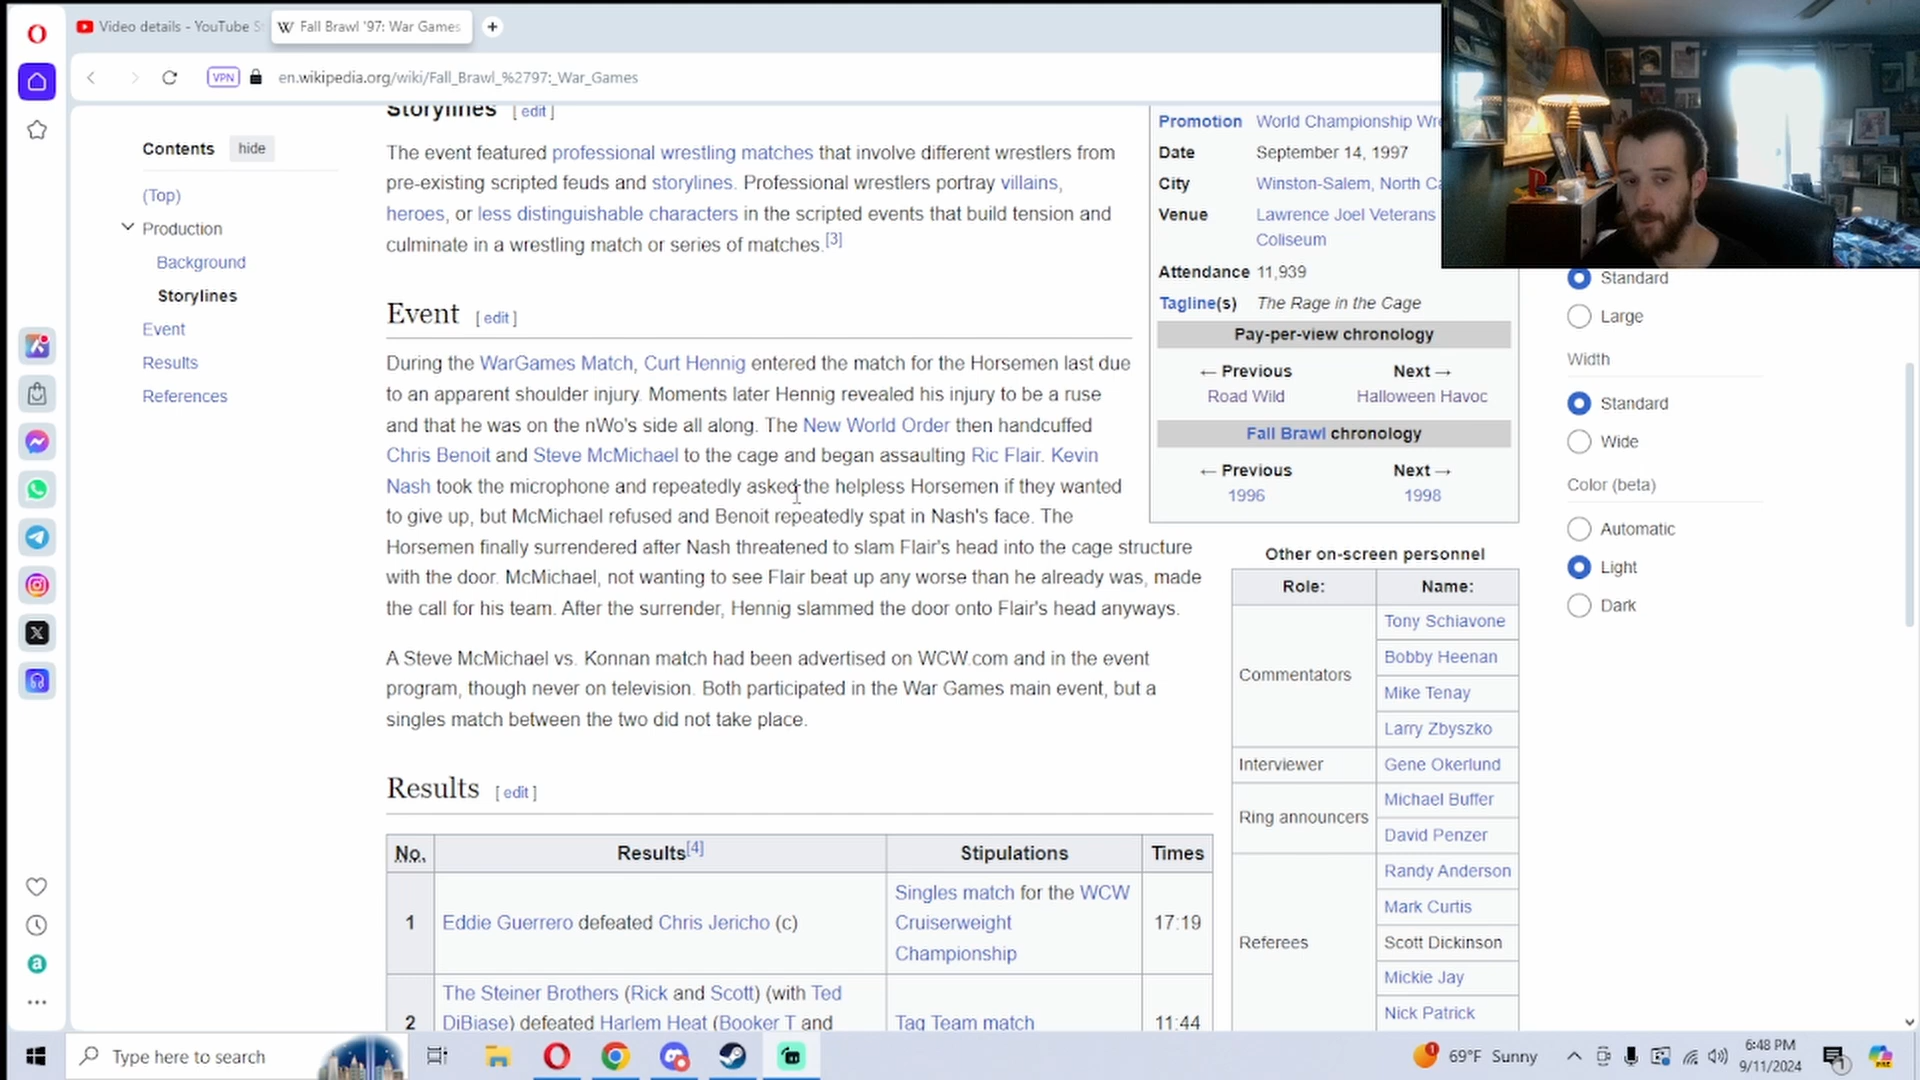 Video details - YouTube S
Fall Brawl '97: War Games
VPN
en.wikipedia.org/wiki/Fall_Brawl_%2797:_War_Games
Contents
hide
(Top)
Production
Background
Storylines
Event
Results
References
Storylines [ edit ]
The event featured professional wrestling matches that involve different wrestlers from
pre-existing scripted feuds and storylines. Professional wrestlers portray villains,
heroes, or less distinguishable characters in the scripted events that build tension and
culminate in a wrestling match or series of matches.[3]
Event [ edit ]
During the WarGames Match, Curt Hennig entered the match for the Horsemen last due
to an apparent shoulder injury. Moments later Hennig revealed his injury to be a ruse
and that he was on the nWo's side all along. The New World Order then handcuffed
Chris Benoit and Steve McMichael to the cage and began assaulting Ric Flair. Kevin
Nash took the microphone and repeatedly asked the helpless Horsemen if they wanted
to give up, but McMichael refused and Benoit repeatedly spat in Nash's face. The
Horsemen finally surrendered after Nash threatened to slam Flair's head into the cage structure
with the door. McMichael, not wanting to see Flair beat up any worse than he already was, made
the call for his team. After the surrender, Hennig slammed the door onto Flair's head anyways.
A Steve McMichael vs. Konnan match had been advertised on WCW.com and in the event
program, though never on television. Both participated in the War Games main event, but a
singles match between the two did not take place.
Results [ edit ]
No. Results[4] Stipulations Times
1 Eddie Guerrero defeated Chris Jericho (c) Singles match for the WCW
Cruiserweight
Championship 17:19
2 The Steiner Brothers (Rick and Scott) (with Ted
DiBiase) defeated Harlem Heat (Booker T and Tag Team match 11:44
Promotion World Championship Wre
Date September 14, 1997
City Winston-Salem, North Ca
Venue Lawrence Joel Veterans
Coliseum
Attendance 11,939
Tagline(s) The Rage in the Cage
Pay-per-view chronology
← Previous Next →
Road Wild Halloween Havoc
Fall Brawl chronology
← Previous Next →
1996 1998
Other on-screen personnel
Role: Name:
Commentators
Tony Schiavone
Bobby Heenan
Mike Tenay
Larry Zbyszko
Interviewer Gene Okerlund
Ring announcers
Michael Buffer
David Penzer
Referees
Randy Anderson
Mark Curtis
Scott Dickinson
Mickie Jay
Nick Patrick
Standard
Large
Width
Standard
Wide
Color (beta)
Automatic
Light
Dark
Type here to search
69°F Sunny
6:48 PM
9/11/2024